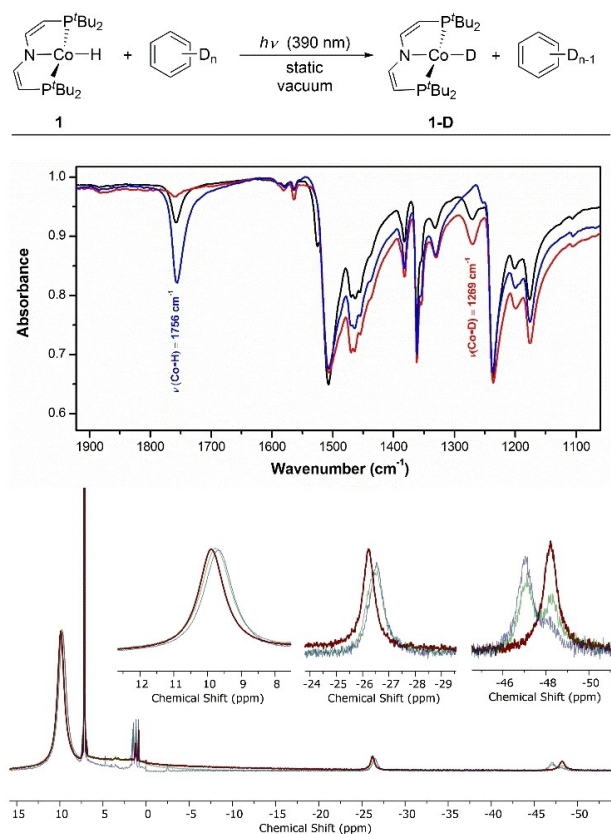 PᵗBu₂ PᵗBu₂
N Co—H + Dₙ hν (390 nm) N Co—D + Dₙ₋₁
static
vacuum
P P
ᵗBu₂ ᵗBu₂
1 1-D
1.0
0.9
0.8
0.7
0.6
Absorbance
ν (Co-H) = 1756 cm⁻¹
ν(Co-D) = 1269 cm⁻¹
1900 1800 1700 1600 1500 1400 1300 1200 1100
Wavenumber (cm⁻¹)
12 11 10 9 8
-24 -25 -26 -27 -28 -29
-46 -48 -50
Chemical Shift (ppm) Chemical Shift (ppm) Chemical Shift (ppm)
15 10 5 0 -5 -10 -15 -20 -25 -30 -35 -40 -45 -50
Chemical Shift (ppm)